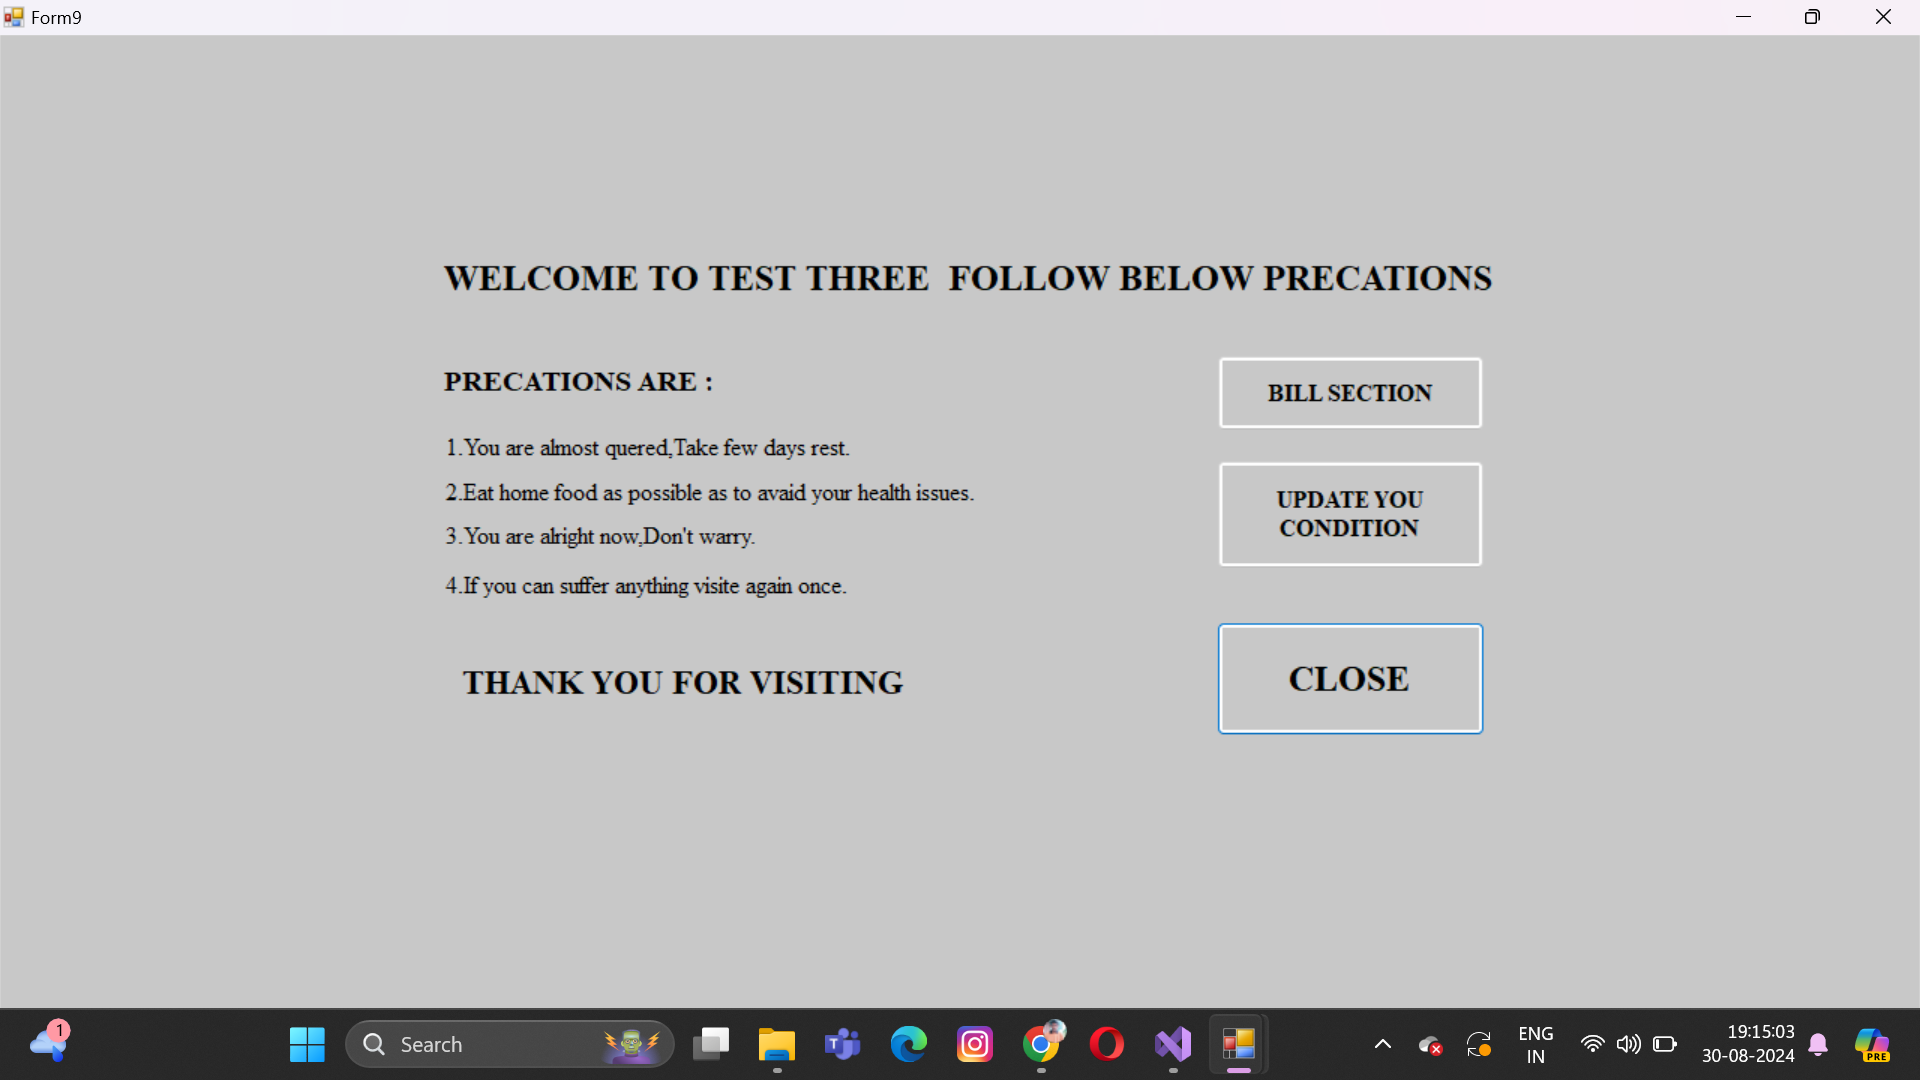 Form9
WELCOME TO TEST THREE  FOLLOW BELOW PRECATIONS
PRECATIONS ARE :
BILL SECTION
1.You are almost quered,Take few days rest.
2.Eat home food as possible as to avaid your health issues.
UPDATE YOU
CONDITION
3.You are alright now,Don't warry.
4.If you can suffer anything visite again once.
THANK YOU FOR VISITING
CLOSE
1
Search
T
ENG
IN
19:15:03
30-08-2024
PRE